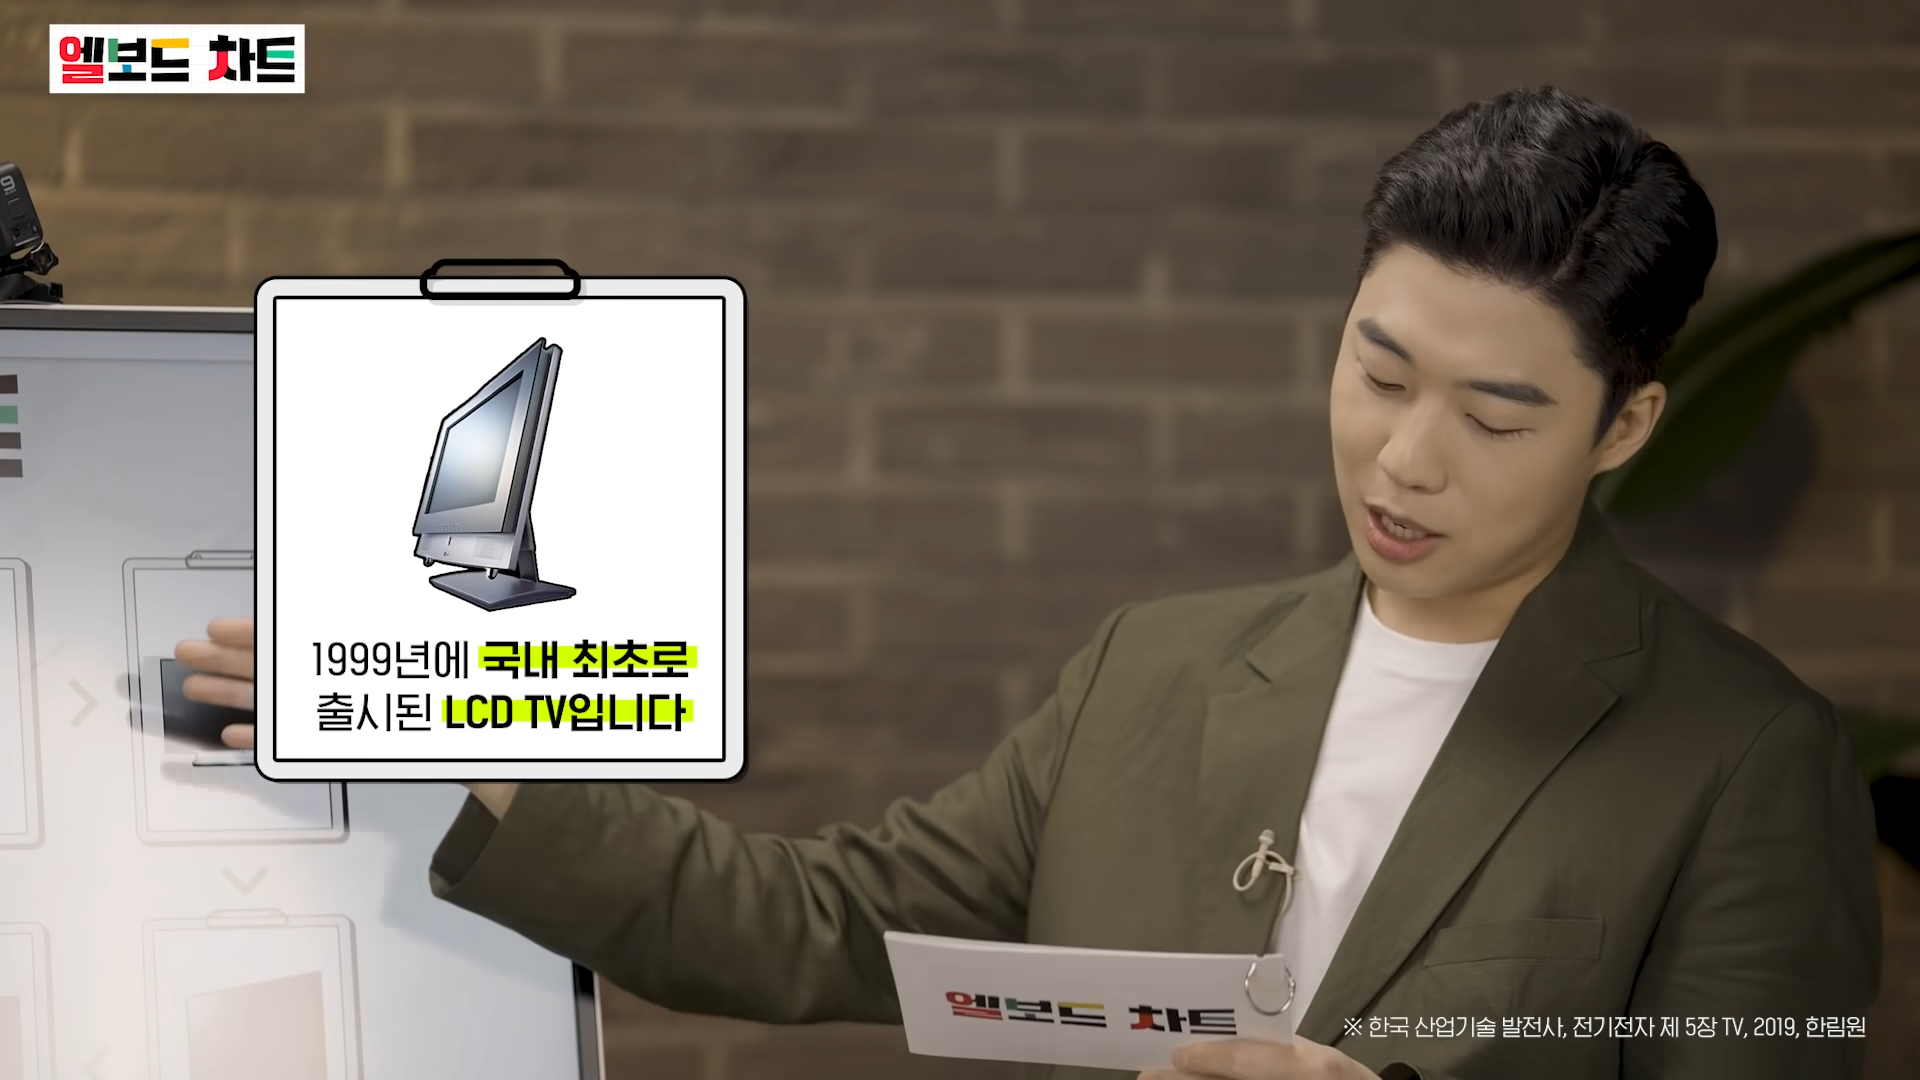 엘보드 차트
9
1999년에 국내 최초로
출시된 LCD TV입니다
엘보드 차트
※ 한국 산업기술 발전사, 전기전자 제 5장 TV, 2019, 한림원